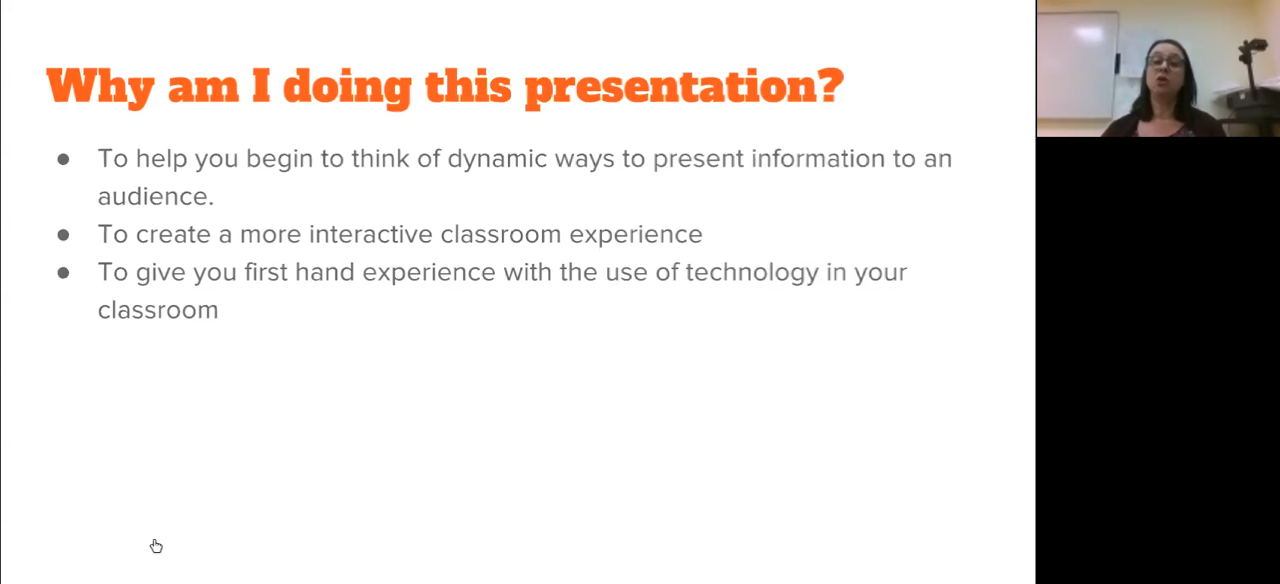 Why am I doing this presentation?
● To help you begin to think of dynamic ways to present information to an
audience.
● To create a more interactive classroom experience
● To give you first hand experience with the use of technology in your
classroom